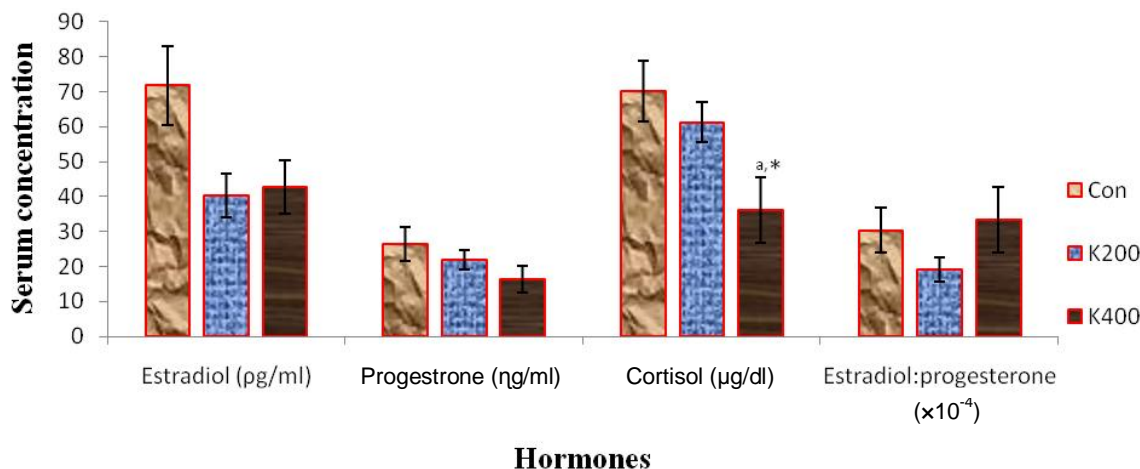 Serum concentration
90
80
70
60
50
40
30
20
10
0
a,*
Con
K200
K400
Estradiol (ρg/ml)
Progestrone (ηg/ml)
Cortisol (μg/dl)
Estradiol:progesterone
(×10⁻⁴)
Hormones